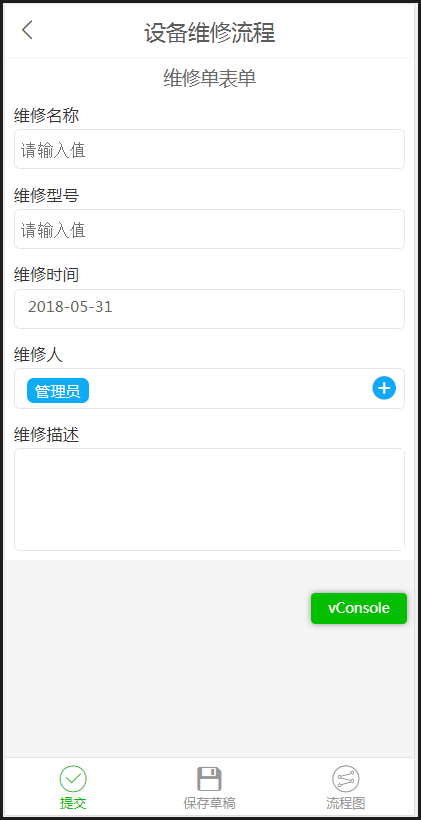 设备维修流程
维修单表单
维修名称
请输入值
维修型号
请输入值
维修时间
2018-05-31
维修人
管理员
维修描述
vConsole
提交
保存草稿
流程图